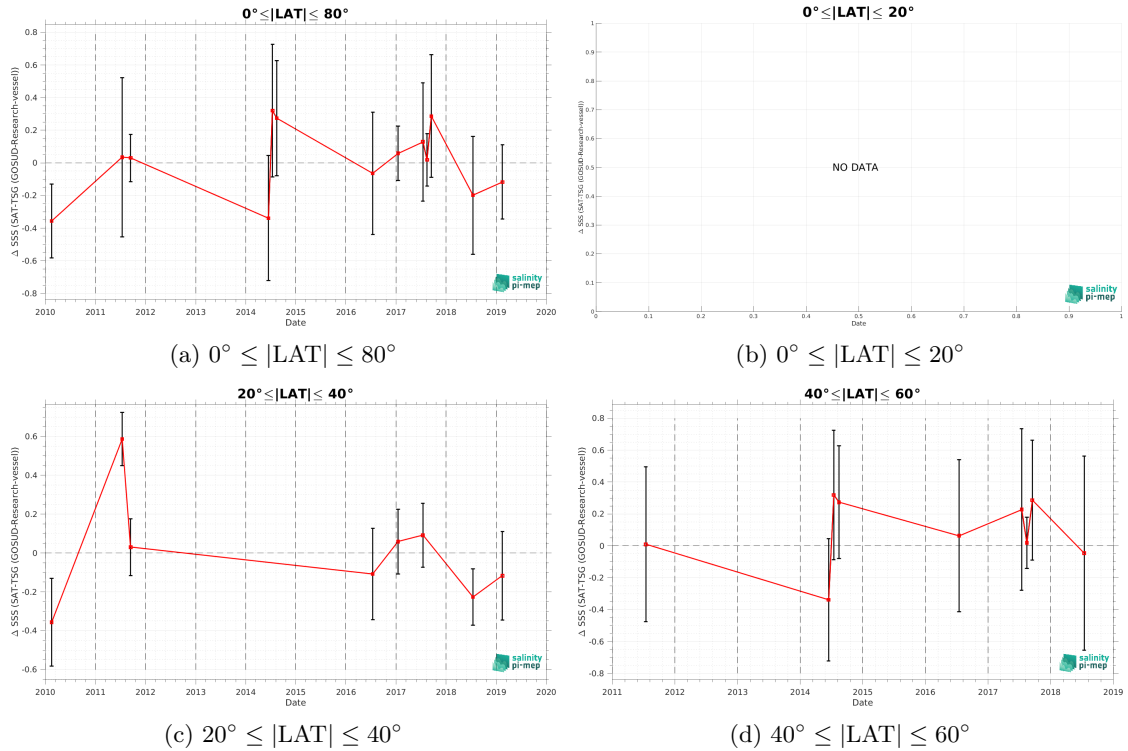 0°≤|LAT|≤ 80°
Δ SSS (SAT-TSG (GOSUD-Research-vessel))
0.8
0.6
0.4
0.2
0
-0.2
-0.4
-0.6
-0.8
2010 2011 2012 2013 2014 2015 2016 2017 2018 2019 2020
Date
salinity
pi-mep
(a) 0° ≤ |LAT| ≤ 80°
0°≤|LAT|≤ 20°
Δ SSS (SAT-TSG (GOSUD-Research-vessel))
1
0.9
0.8
0.7
0.6
0.5
0.4
0.3
0.2
0.1
0
NO DATA
0 0.1 0.2 0.3 0.4 0.5 0.6 0.7 0.8 0.9 1
Date
salinity
pi-mep
(b) 0° ≤ |LAT| ≤ 20°
20°≤|LAT|≤ 40°
Δ SSS (SAT-TSG (GOSUD-Research-vessel))
0.6
0.4
0.2
0
-0.2
-0.4
-0.6
2010 2011 2012 2013 2014 2015 2016 2017 2018 2019 2020
Date
salinity
pi-mep
(c) 20° ≤ |LAT| ≤ 40°
40°≤|LAT|≤ 60°
Δ SSS (SAT-TSG (GOSUD-Research-vessel))
0.8
0.6
0.4
0.2
0
-0.2
-0.4
-0.6
-0.8
2011 2012 2013 2014 2015 2016 2017 2018 2019
Date
salinity
pi-mep
(d) 40° ≤ |LAT| ≤ 60°